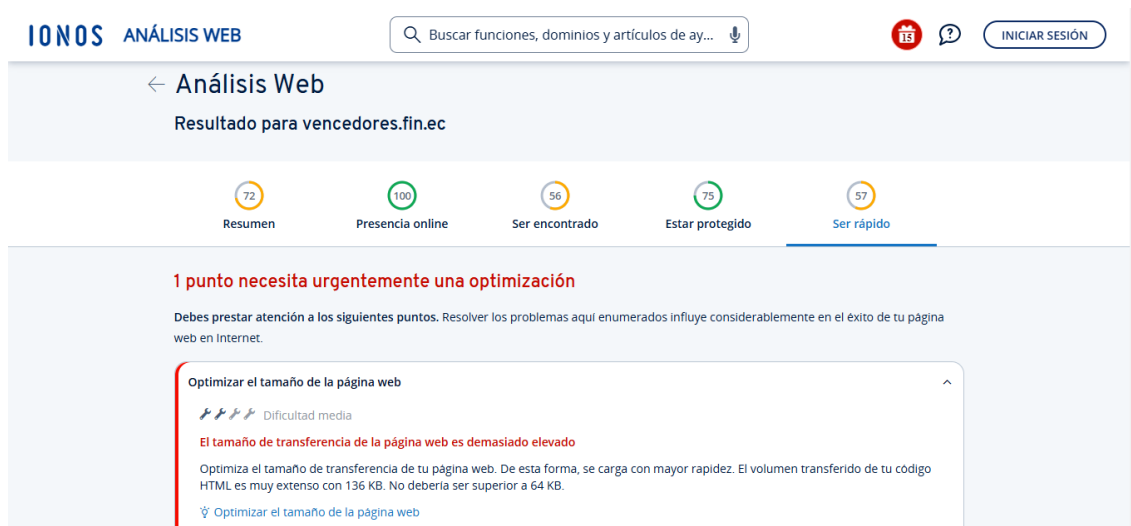 IONOS ANÁLISIS WEB
Buscar funciones, dominios y artículos de ay...
15
INICIAR SESIÓN
← Análisis Web
Resultado para vencedores.fin.ec
72
100
56
75
57
Resumen
Presencia online
Ser encontrado
Estar protegido
Ser rápido
1 punto necesita urgentemente una optimización
Debes prestar atención a los siguientes puntos. Resolver los problemas aquí enumerados influye considerablemente en el éxito de tu página
web en Internet.
Optimizar el tamaño de la página web
Dificultad media
El tamaño de transferencia de la página web es demasiado elevado
Optimiza el tamaño de transferencia de tu página web. De esta forma, se carga con mayor rapidez. El volumen transferido de tu código
HTML es muy extenso con 136 KB. No debería ser superior a 64 KB.
Optimizar el tamaño de la página web